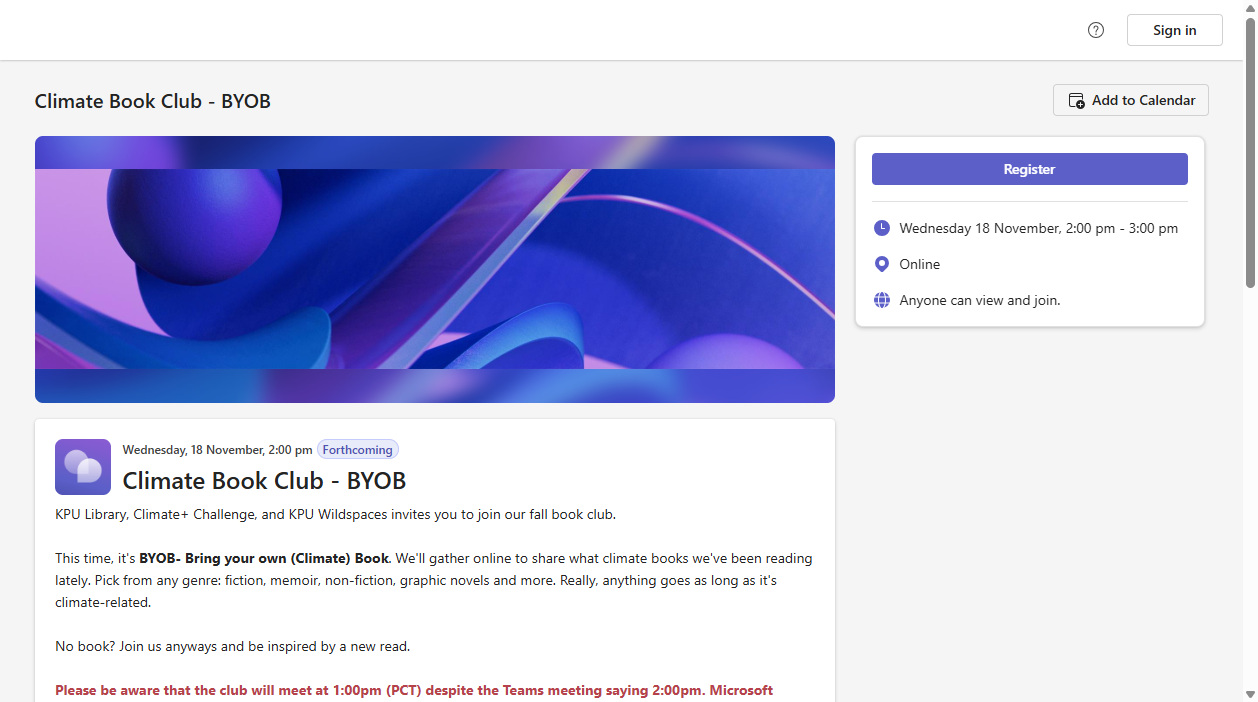 Sign in
Climate Book Club - BYOB
Add to Calendar
Register
Wednesday 18 November, 2:00 pm - 3:00 pm
Online
Anyone can view and join.
Wednesday, 18 November, 2:00 pm Forthcoming
Climate Book Club - BYOB
KPU Library, Climate+ Challenge, and KPU Wildspaces invites you to join our fall book club.
This time, it's BYOB- Bring your own (Climate) Book. We'll gather online to share what climate books we've been reading
lately. Pick from any genre: fiction, memoir, non-fiction, graphic novels and more. Really, anything goes as long as it's
climate-related.
No book? Join us anyways and be inspired by a new read.
Please be aware that the club will meet at 1:00pm (PCT) despite the Teams meeting saying 2:00pm. Microsoft